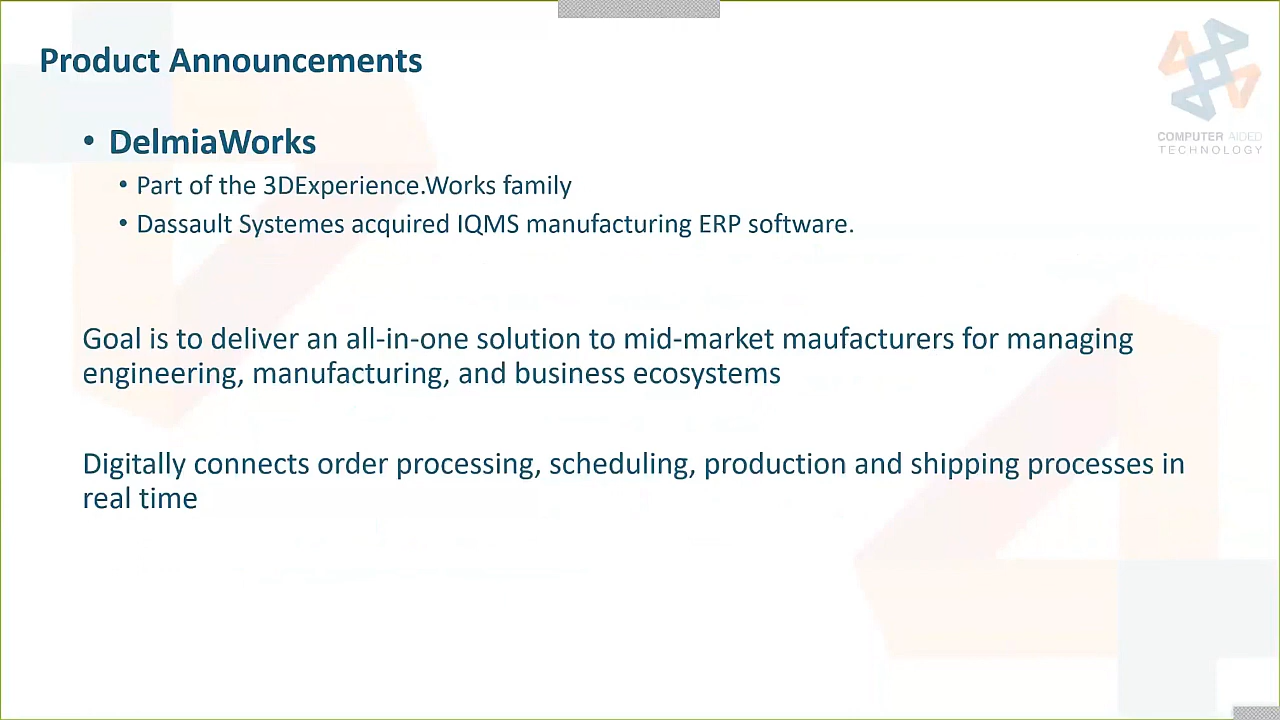 Product Announcements
COMPUTER AIDED
TECHNOLOGY
• DelmiaWorks
• Part of the 3DExperience.Works family
• Dassault Systemes acquired IQMS manufacturing ERP software.
Goal is to deliver an all-in-one solution to mid-market maufacturers for managing
engineering, manufacturing, and business ecosystems
Digitally connects order processing, scheduling, production and shipping processes in
real time